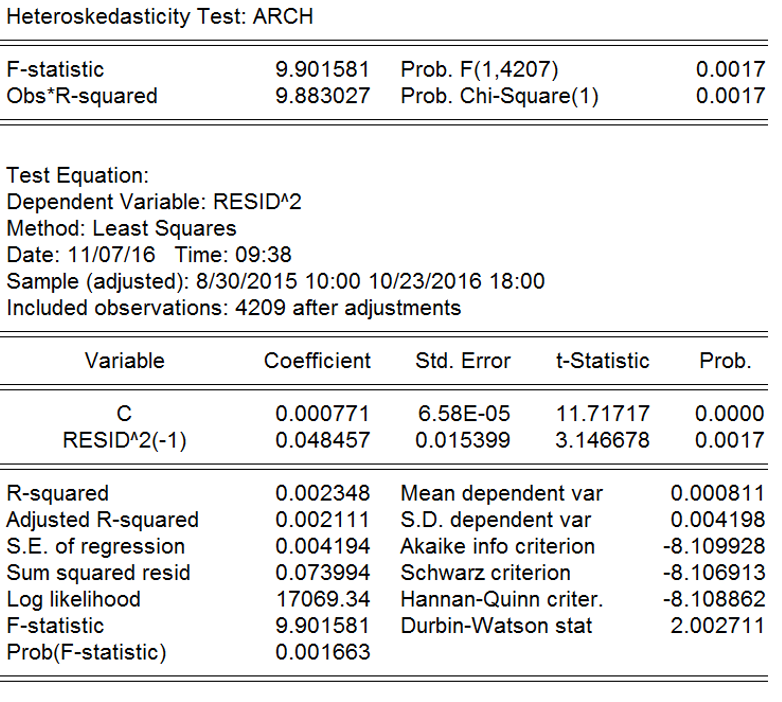 Heteroskedasticity Test: ARCH
F-statistic 9.901581 Prob. F(1,4207) 0.0017
Obs*R-squared 9.883027 Prob. Chi-Square(1) 0.0017
Test Equation:
Dependent Variable: RESID^2
Method: Least Squares
Date: 11/07/16 Time: 09:38
Sample (adjusted): 8/30/2015 10:00 10/23/2016 18:00
Included observations: 4209 after adjustments
Variable Coefficient Std. Error t-Statistic Prob.
C 0.000771 6.58E-05 11.71717 0.0000
RESID^2(-1) 0.048457 0.015399 3.146678 0.0017
R-squared 0.002348 Mean dependent var 0.000811
Adjusted R-squared 0.002111 S.D. dependent var 0.004198
S.E. of regression 0.004194 Akaike info criterion -8.109928
Sum squared resid 0.073994 Schwarz criterion -8.106913
Log likelihood 17069.34 Hannan-Quinn criter. -8.108862
F-statistic 9.901581 Durbin-Watson stat 2.002711
Prob(F-statistic) 0.001663